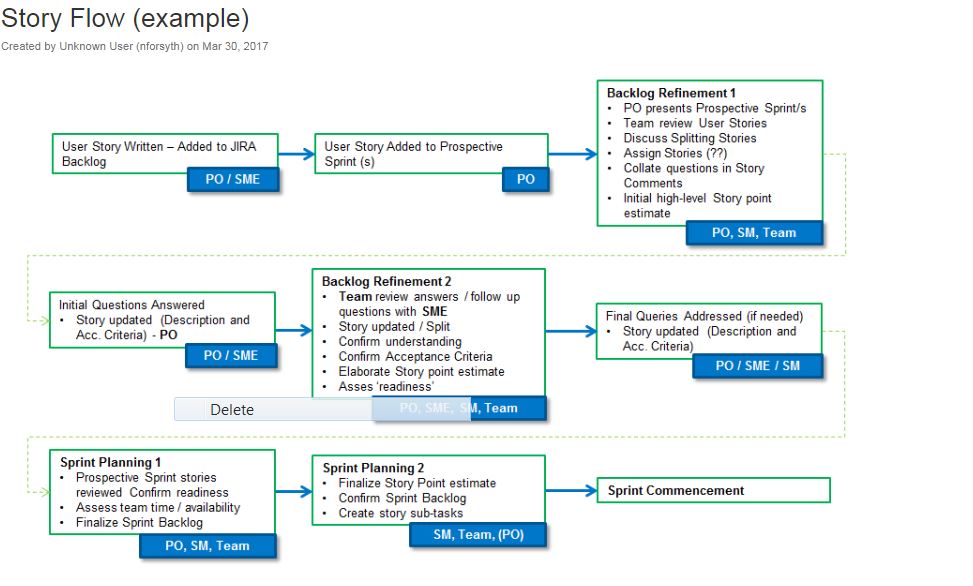 Story Flow (example)
Created by Unknown User (nforsyth) on Mar 30, 2017
User Story Written – Added to JIRA
Backlog
PO / SME
User Story Added to Prospective
Sprint (s)
PO
Backlog Refinement 1
• PO presents Prospective Sprint/s
• Team review User Stories
• Discuss Splitting Stories
• Assign Stories (??)
• Collate questions in Story
Comments
• Initial high-level Story point
estimate
PO, SM, Team
Initial Questions Answered
• Story updated (Description and
Acc. Criteria) - PO
PO / SME
Backlog Refinement 2
• Team review answers / follow up
questions with SME
• Story updated / Split
• Confirm understanding
• Confirm Acceptance Criteria
• Elaborate Story point estimate
• Asses ‘readiness’
PO, SME, SM, Team
Delete
Final Queries Addressed (if needed)
• Story updated (Description and
Acc. Criteria)
PO / SME / SM
Sprint Planning 1
• Prospective Sprint stories
reviewed Confirm readiness
• Assess team time / availability
• Finalize Sprint Backlog
PO, SM, Team
Sprint Planning 2
• Finalize Story Point estimate
• Confirm Sprint Backlog
• Create story sub-tasks
SM, Team, (PO)
Sprint Commencement